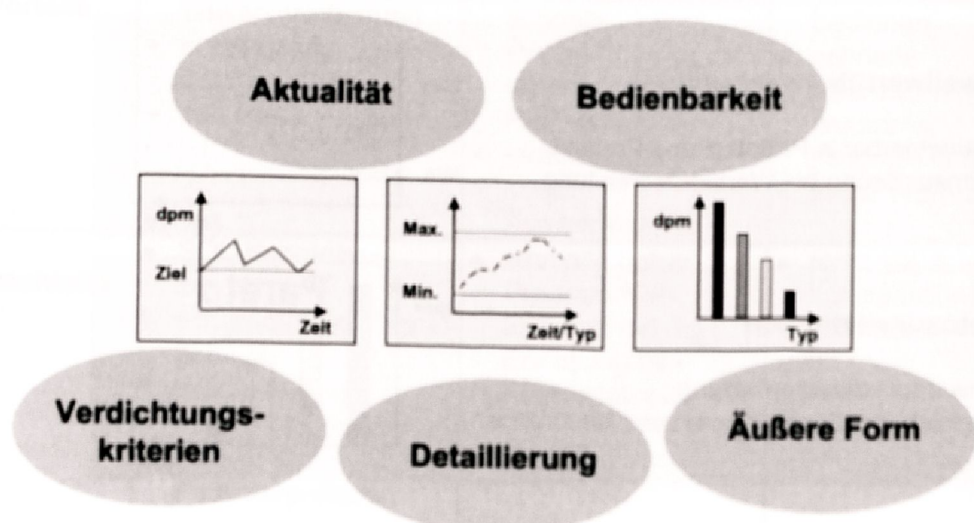 Aktualität
Bedienbarkeit
dpm
Ziel
Zeit
Max.
Min.
Zeit/Typ
dpm
Typ
Verdichtungs-
kriterien
Detaillierung
Äußere Form